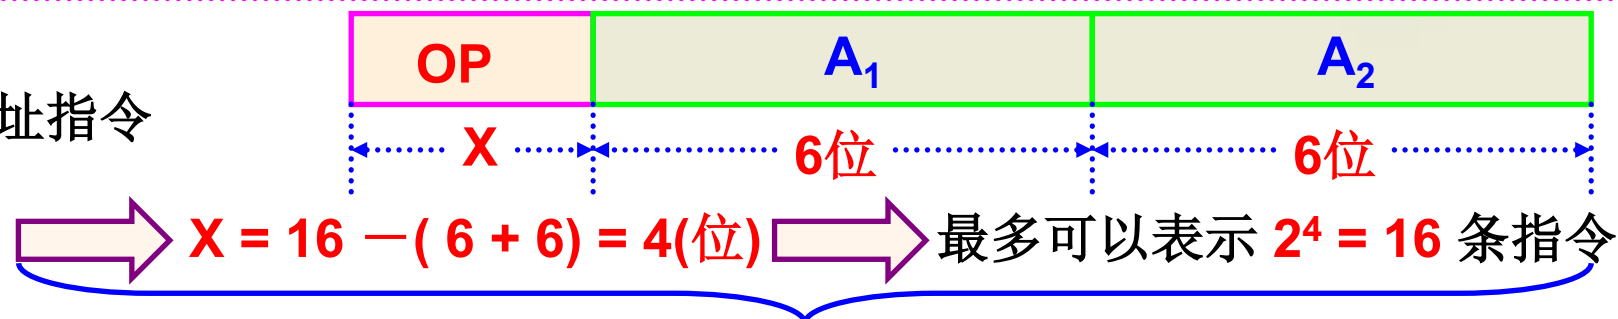 OP A₁ A₂
址指令
X 6位 6位
X = 16 －( 6 + 6) = 4(位) 最多可以表示 2⁴ = 16 条指令